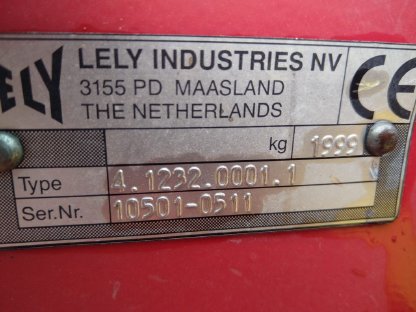 LELY LELY INDUSTRIES NV
3155 PD MAASLAND
THE NETHERLANDS
CE
kg 1999
Type 4.1232.0001.1
Ser.Nr. 10501-0511